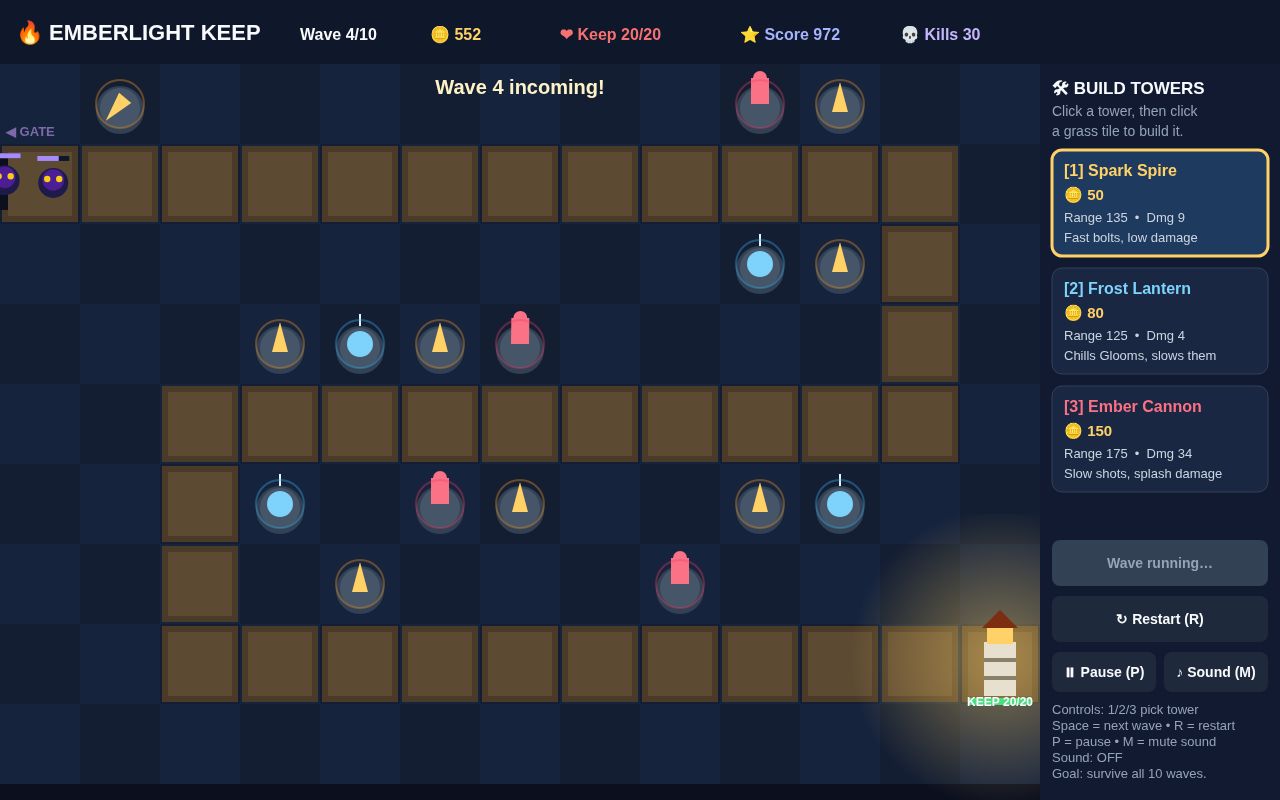 🔥 EMBERLIGHT KEEP
Wave 4/10
🪙 552
❤ Keep 20/20
⭐ Score 972
💀 Kills 30
Wave 4 incoming!
◀ GATE
KEEP 20/20
🛠 BUILD TOWERS
Click a tower, then click
a grass tile to build it.
[1] Spark Spire
🪙 50
Range 135 • Dmg 9
Fast bolts, low damage
[2] Frost Lantern
🪙 80
Range 125 • Dmg 4
Chills Glooms, slows them
[3] Ember Cannon
🪙 150
Range 175 • Dmg 34
Slow shots, splash damage
Wave running…
↻ Restart (R)
⏸ Pause (P)
♪ Sound (M)
Controls: 1/2/3 pick tower
Space = next wave • R = restart
P = pause • M = mute sound
Sound: OFF
Goal: survive all 10 waves.